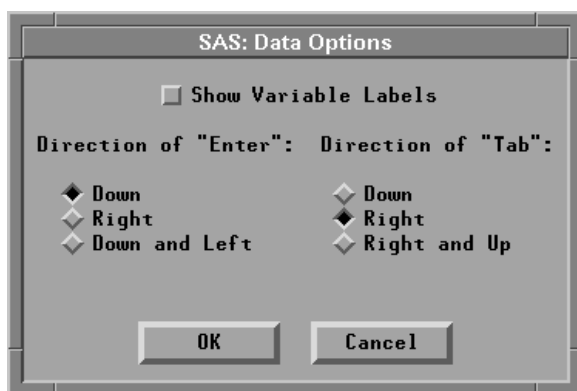 SAS: Data Options
Show Variable Labels
Direction of "Enter": Direction of "Tab":
Down Down
Right Right
Down and Left Right and Up
OK Cancel